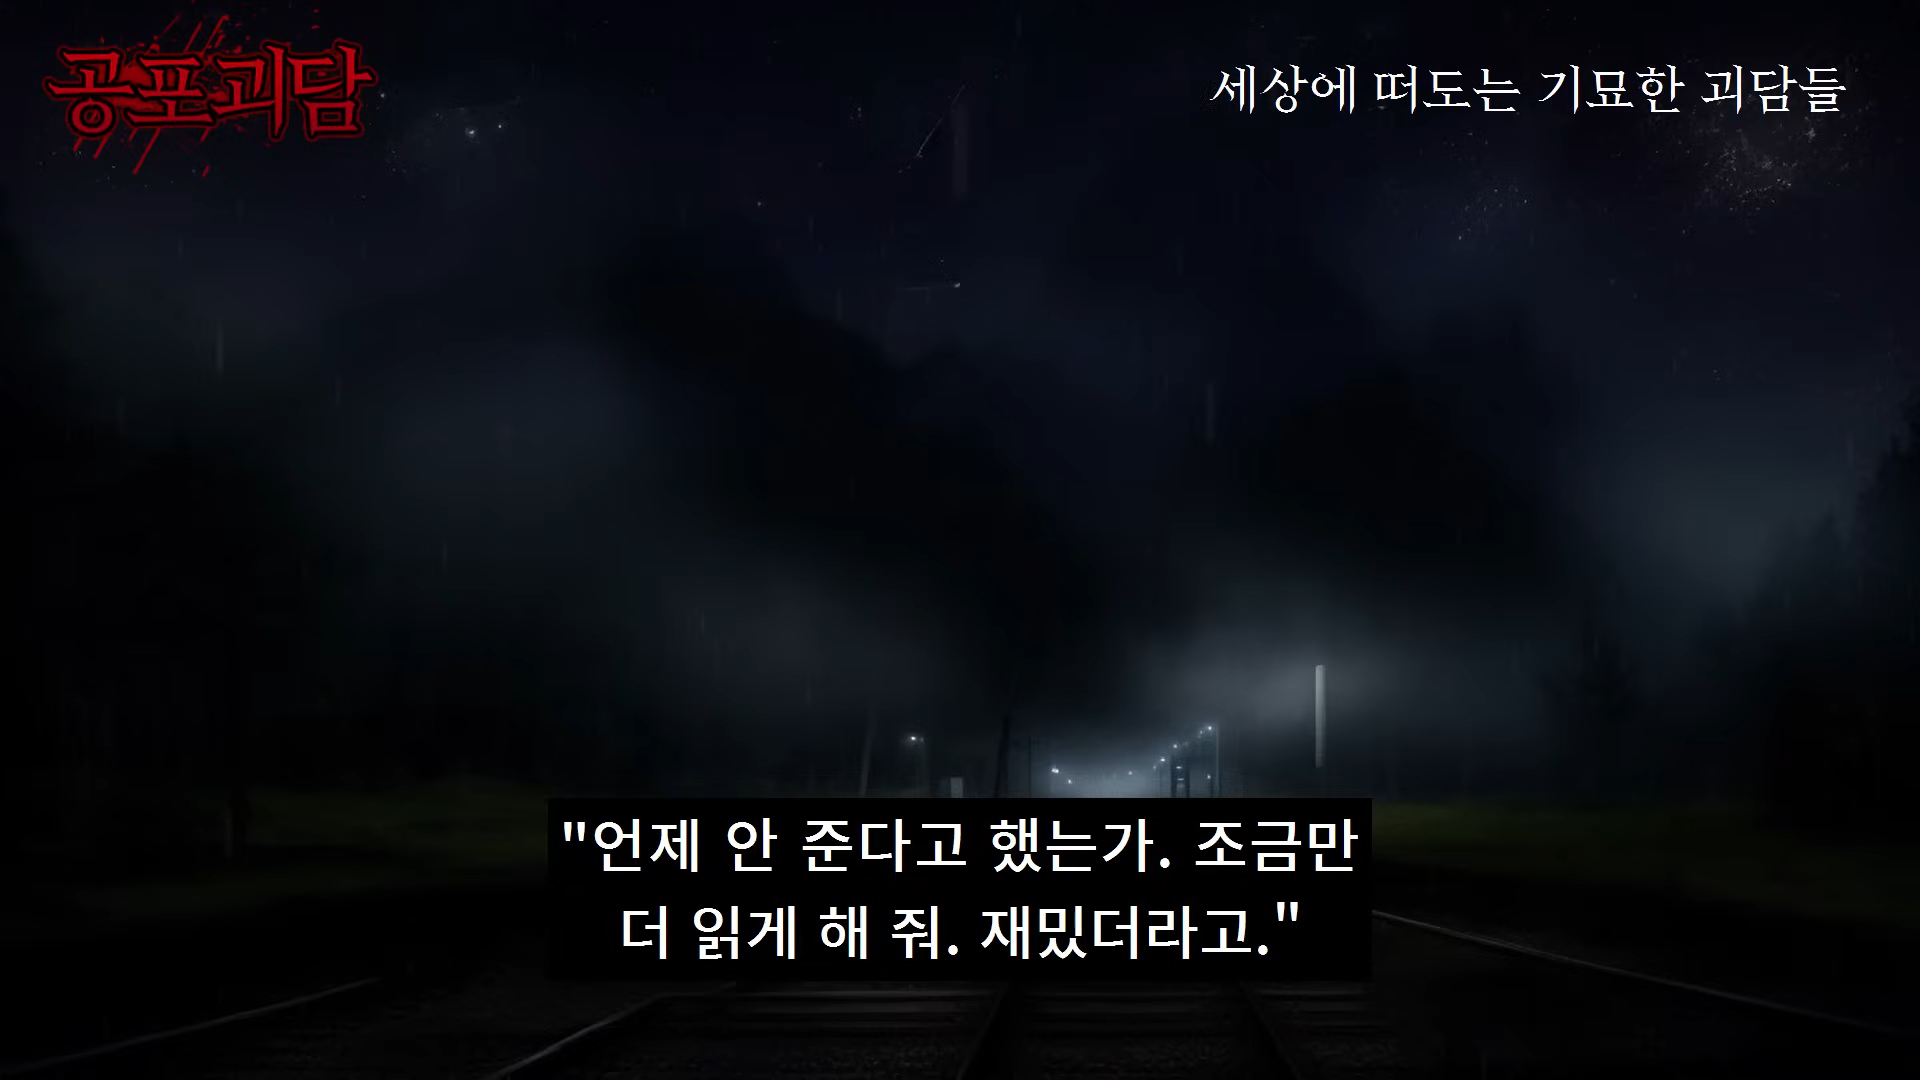 공포괴담
세상에 떠도는 기묘한 괴담들
"언제 안 준다고 했는가. 조금만
더 읽게 해 줘. 재밌더라고."